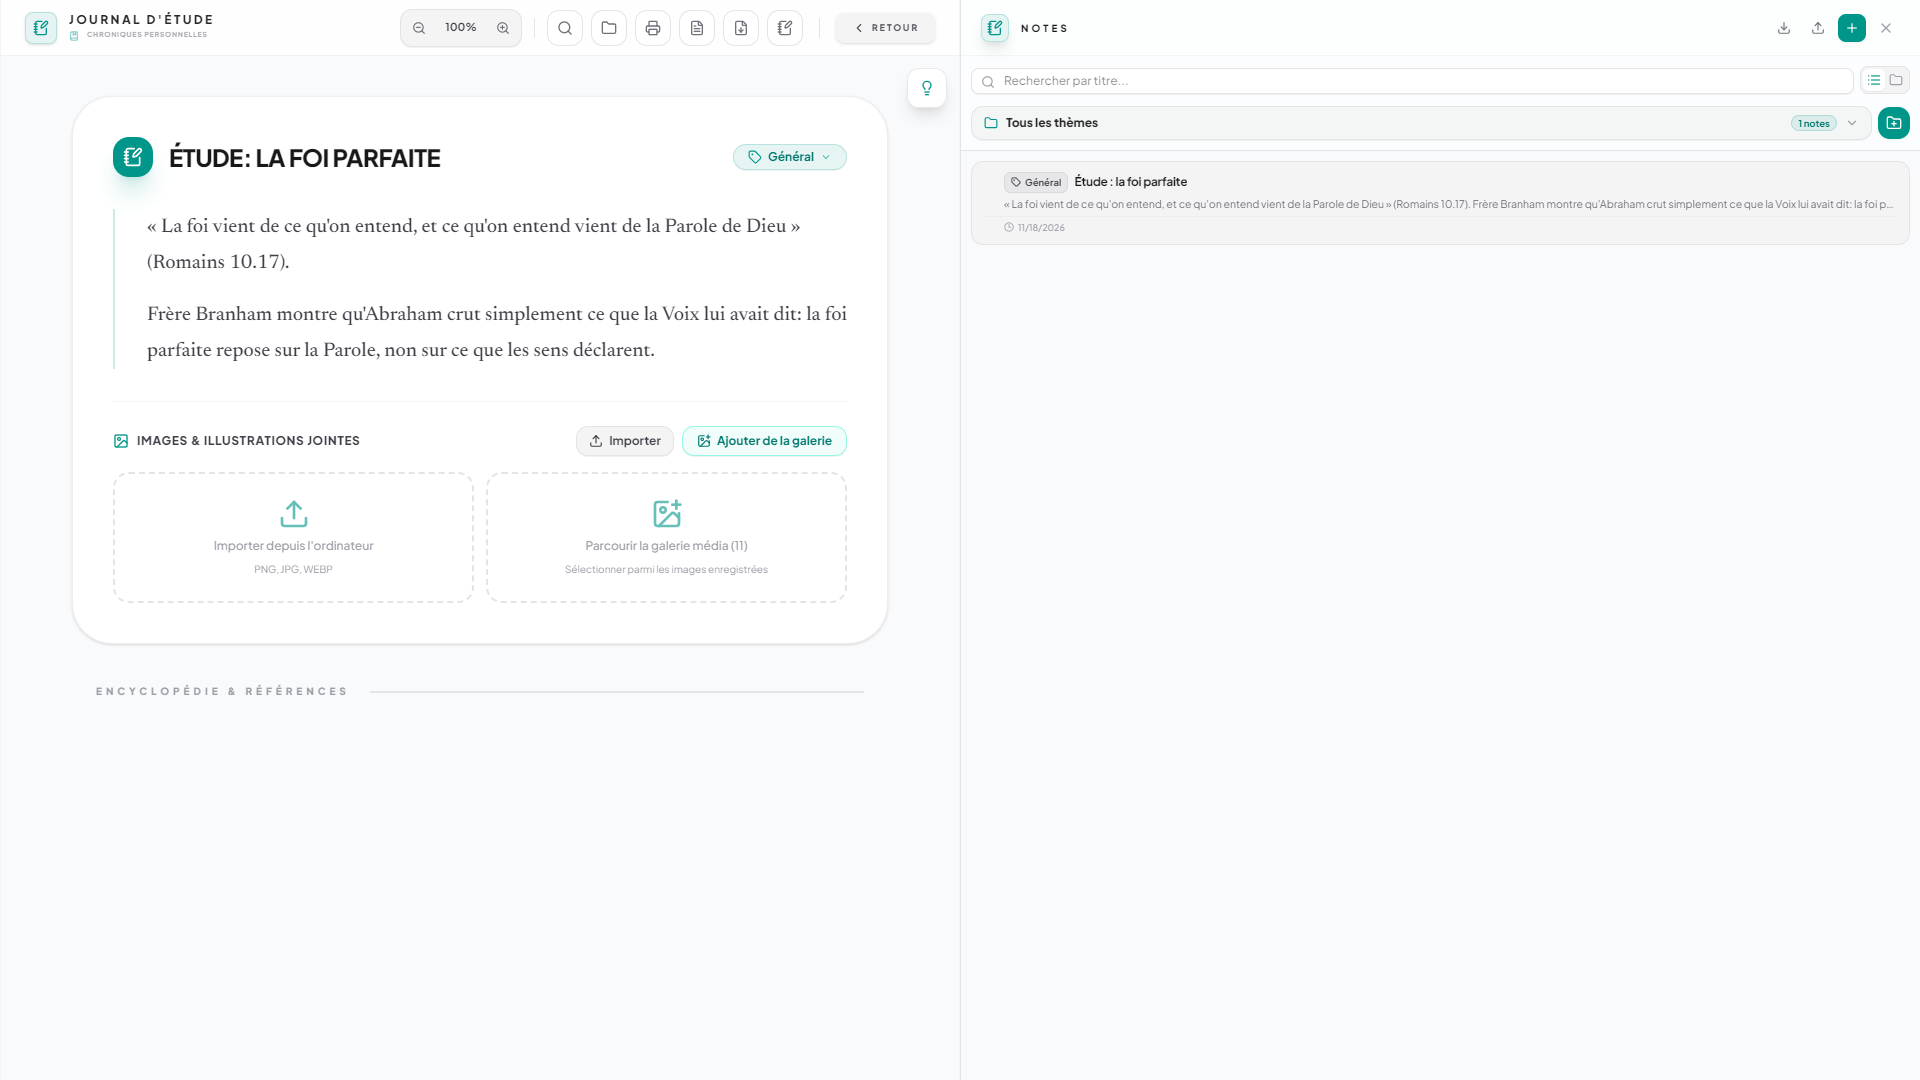 JOURNAL D'ÉTUDE
CHRONIQUES PERSONNELLES
100%
RETOUR
NOTES
Rechercher par titre...
Tous les thèmes
1 notes
ÉTUDE : LA FOI PARFAITE
Général
« La foi vient de ce qu'on entend, et ce qu'on entend vient de la Parole de Dieu »
(Romains 10.17).
Frère Branham montre qu'Abraham crut simplement ce que la Voix lui avait dit: la foi
parfaite repose sur la Parole, non sur ce que les sens déclarent.
IMAGES & ILLUSTRATIONS JOINTES
Importer
Ajouter de la galerie
Importer depuis l'ordinateur
PNG, JPG, WEBP
Parcourir la galerie média (11)
Sélectionner parmi les images enregistrées
ENCYCLOPÉDIE & RÉFÉRENCES
Général
Étude : la foi parfaite
« La foi vient de ce qu'on entend, et ce qu'on entend vient de la Parole de Dieu » (Romains 10.17). Frère Branham montre qu'Abraham crut simplement ce que la Voix lui avait dit: la foi p...
11/18/2026